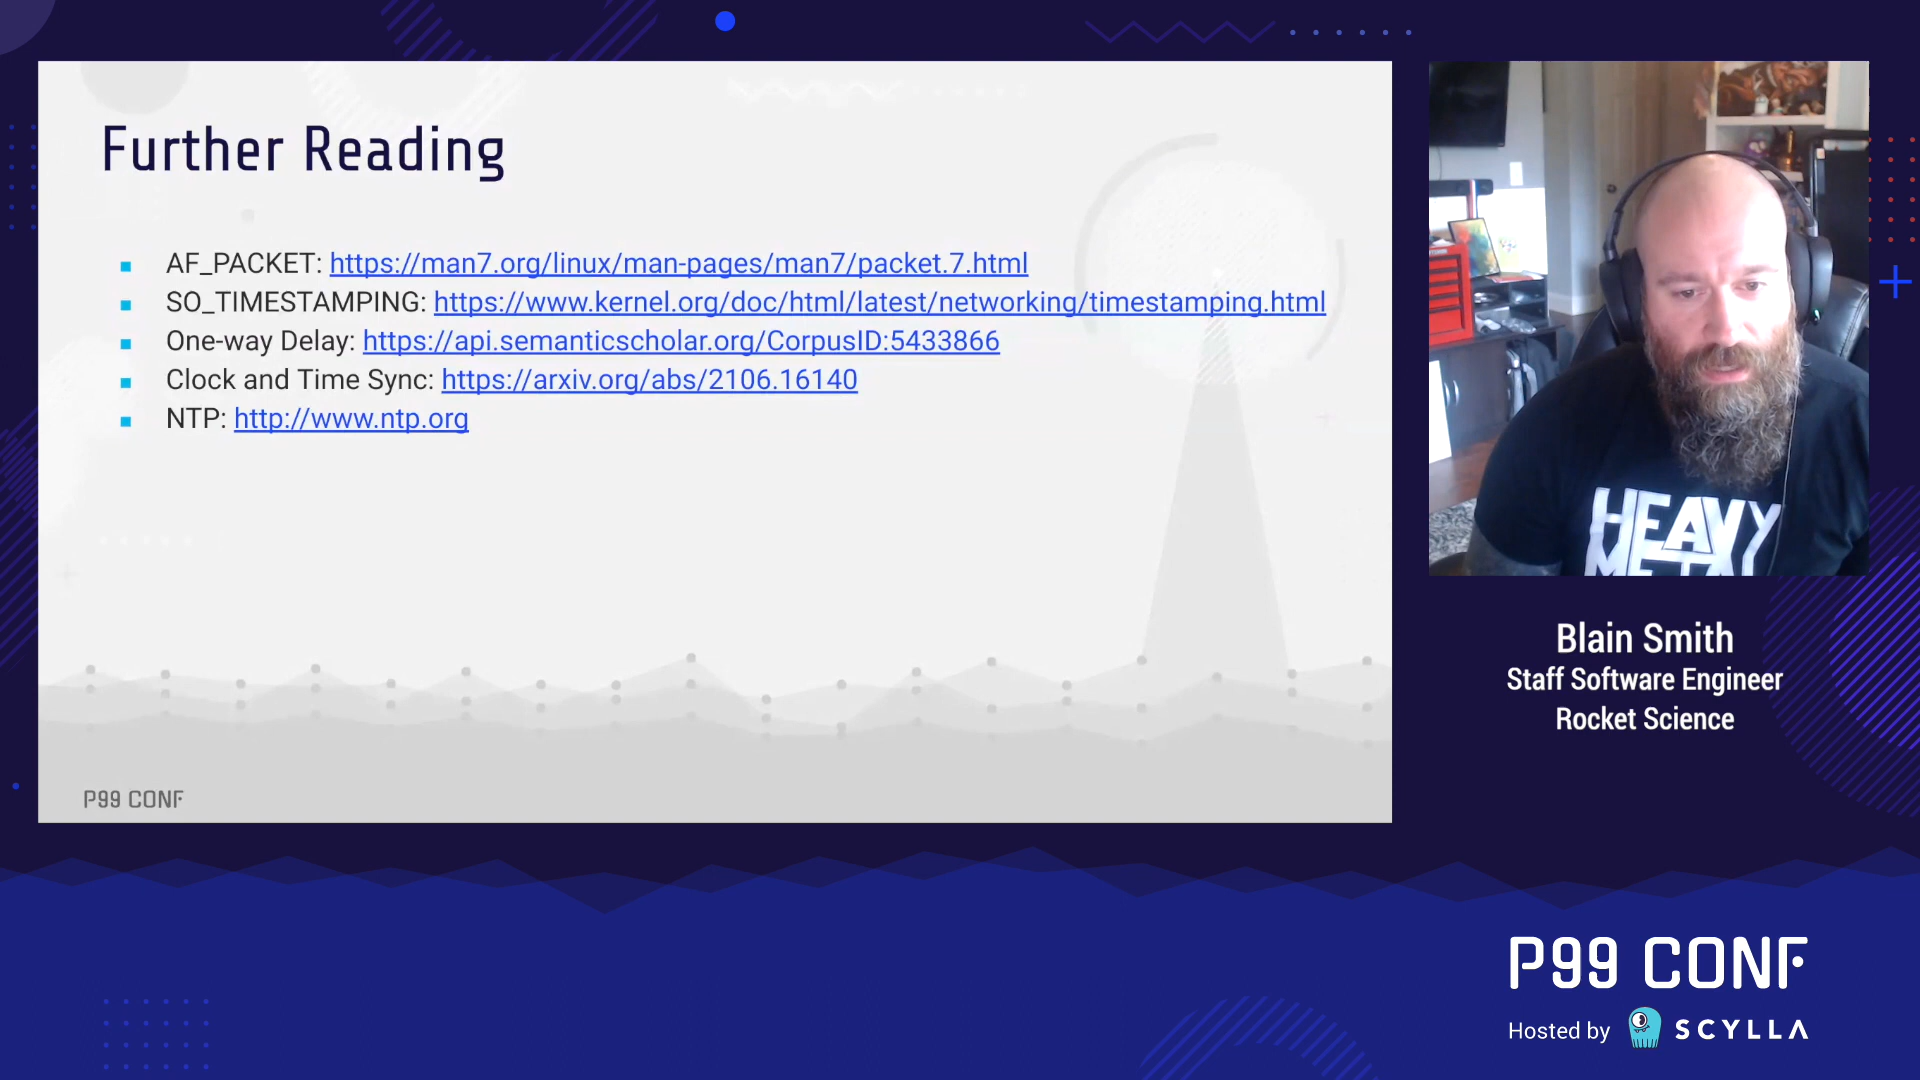 Further Reading
AF_PACKET: https://man7.org/linux/man-pages/man7/packet.7.html
SO_TIMESTAMPING: https://www.kernel.org/doc/html/latest/networking/timestamping.html
One-way Delay: https://api.semanticscholar.org/CorpusID:5433866
Clock and Time Sync: https://arxiv.org/abs/2106.16140
NTP: http://www.ntp.org
P99 CONF
HEAVY
METAL
Blain Smith
Staff Software Engineer
Rocket Science
P99 CONF
Hosted by SCYLLA